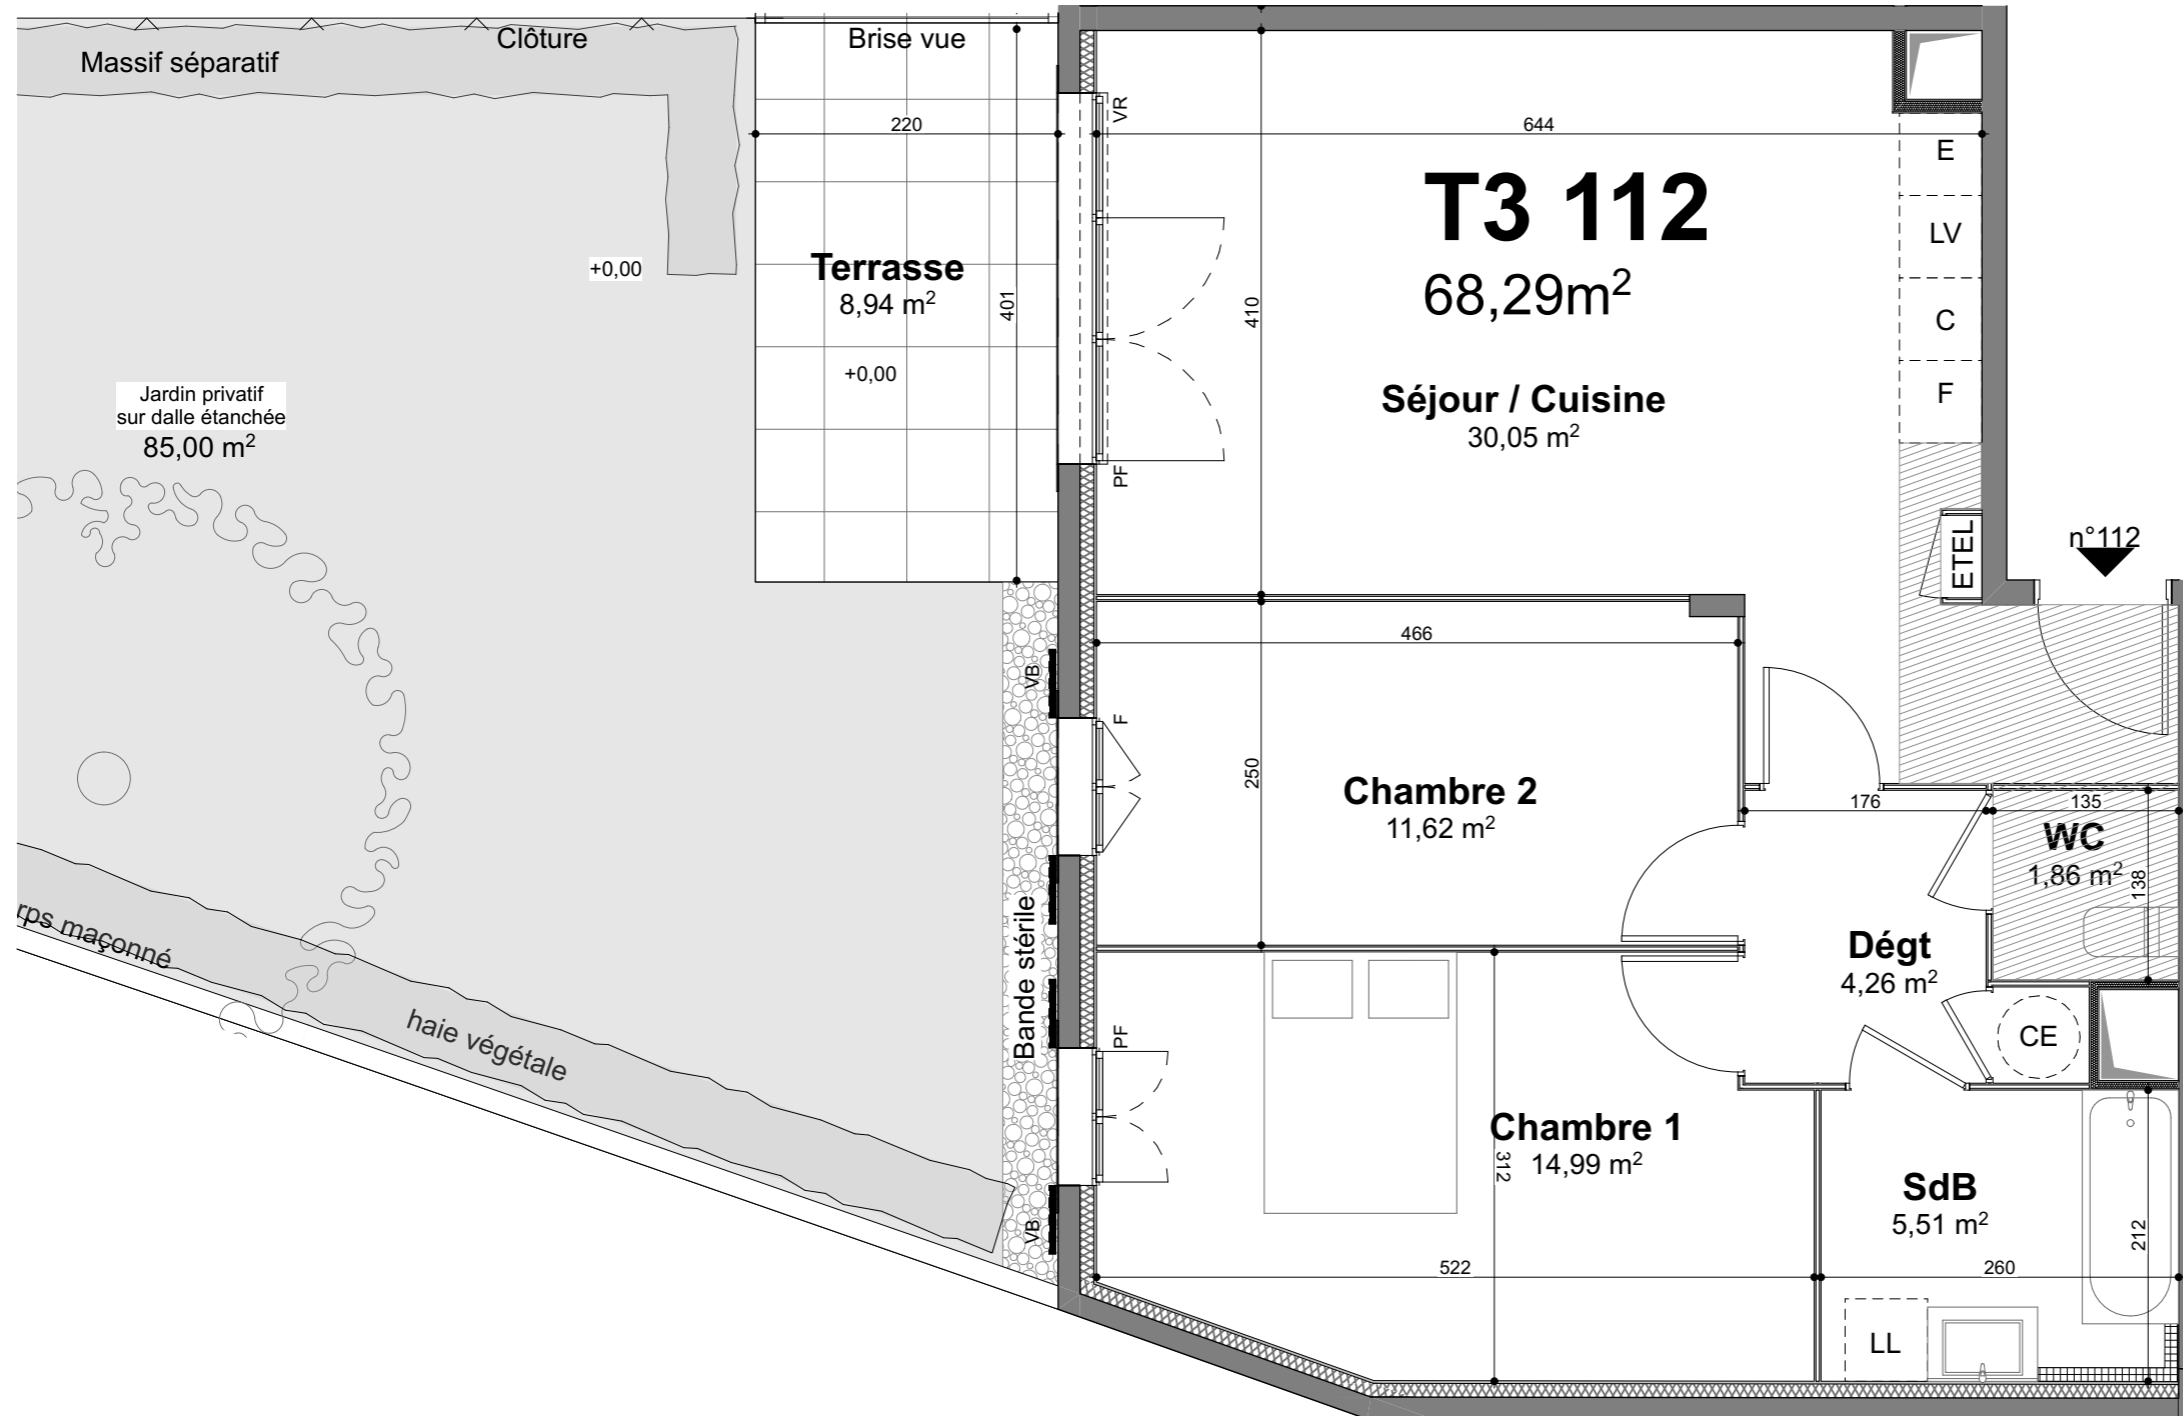 Clôture
Brise vue
Massif séparatif
VR
220
644
E
T3 112
LV
+0,00
Terrasse
68,29m²
8,94 m²
401
410
C
+0,00
Jardin privatif
sur dalle étanchée
85,00 m²
Séjour / Cuisine
30,05 m²
F
PF
ETEL
n°112
466
VB
F
250
Chambre 2
11,62 m²
176
135
WC
1,86 m²
138
rps maçonné
haie végétale
Bande stérile
Dégt
4,26 m²
PF
CE
Chambre 1
14,99 m²
312
SdB
5,51 m²
VB
212
522
260
LL